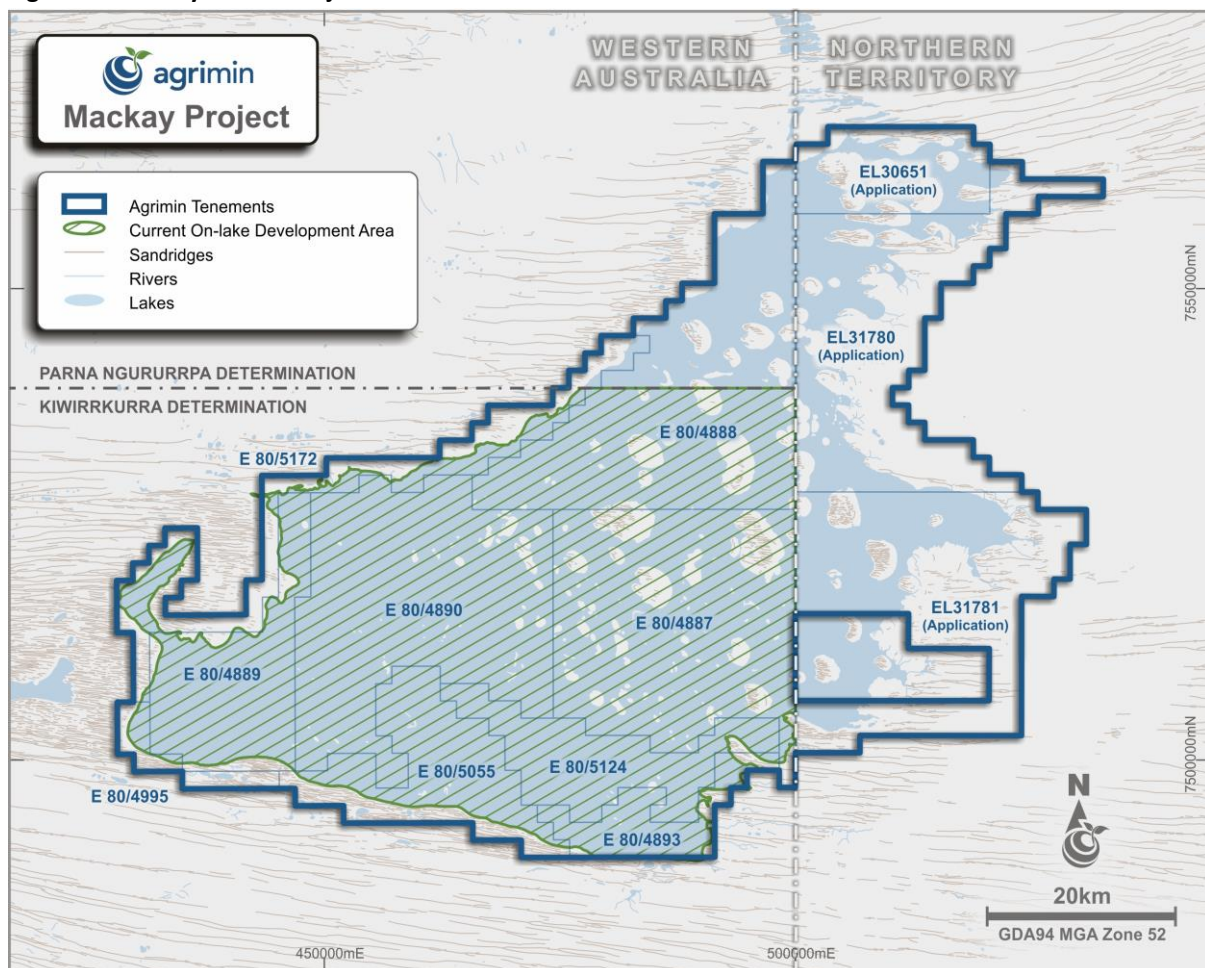 WESTERN
AUSTRALIA
NORTHERN
TERRITORY
agrimin
Mackay Project
Agrimin Tenements
Current On-lake Development Area
Sandridges
Rivers
Lakes
EL30651
(Application)
7550000mN
EL31780
(Application)
PARNA NGURURRPA DETERMINATION
KIWIRRKURRA DETERMINATION
E 80/4888
E 80/5172
E 80/4890
E 80/4887
EL31781
(Application)
E 80/4889
E 80/5055
E 80/5124
E 80/4995
7500000mN
E 80/4893
N
20km
GDA94 MGA Zone 52
450000mE
500000mE